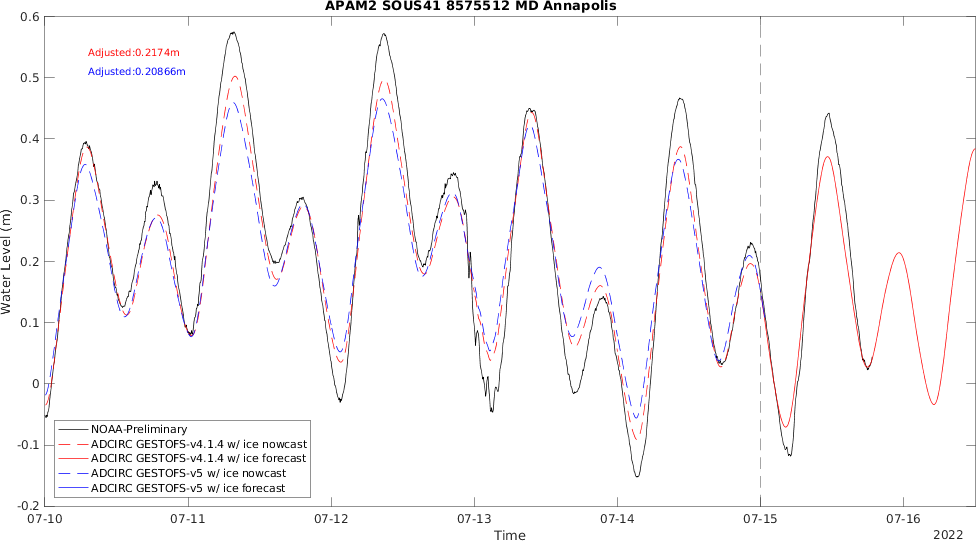 APAM2 SOUS41 8575512 MD Annapolis
Adjusted:0.2174m
Adjusted:0.20866m
Water Level (m)
0.6
0.5
0.4
0.3
0.2
0.1
0
-0.1
-0.2
NOAA-Preliminary
ADCIRC GESTOFS-v4.1.4 w/ ice nowcast
ADCIRC GESTOFS-v4.1.4 w/ ice forecast
ADCIRC GESTOFS-v5 w/ ice nowcast
ADCIRC GESTOFS-v5 w/ ice forecast
07-10 07-11 07-12 07-13 07-14 07-15 07-16
Time
2022